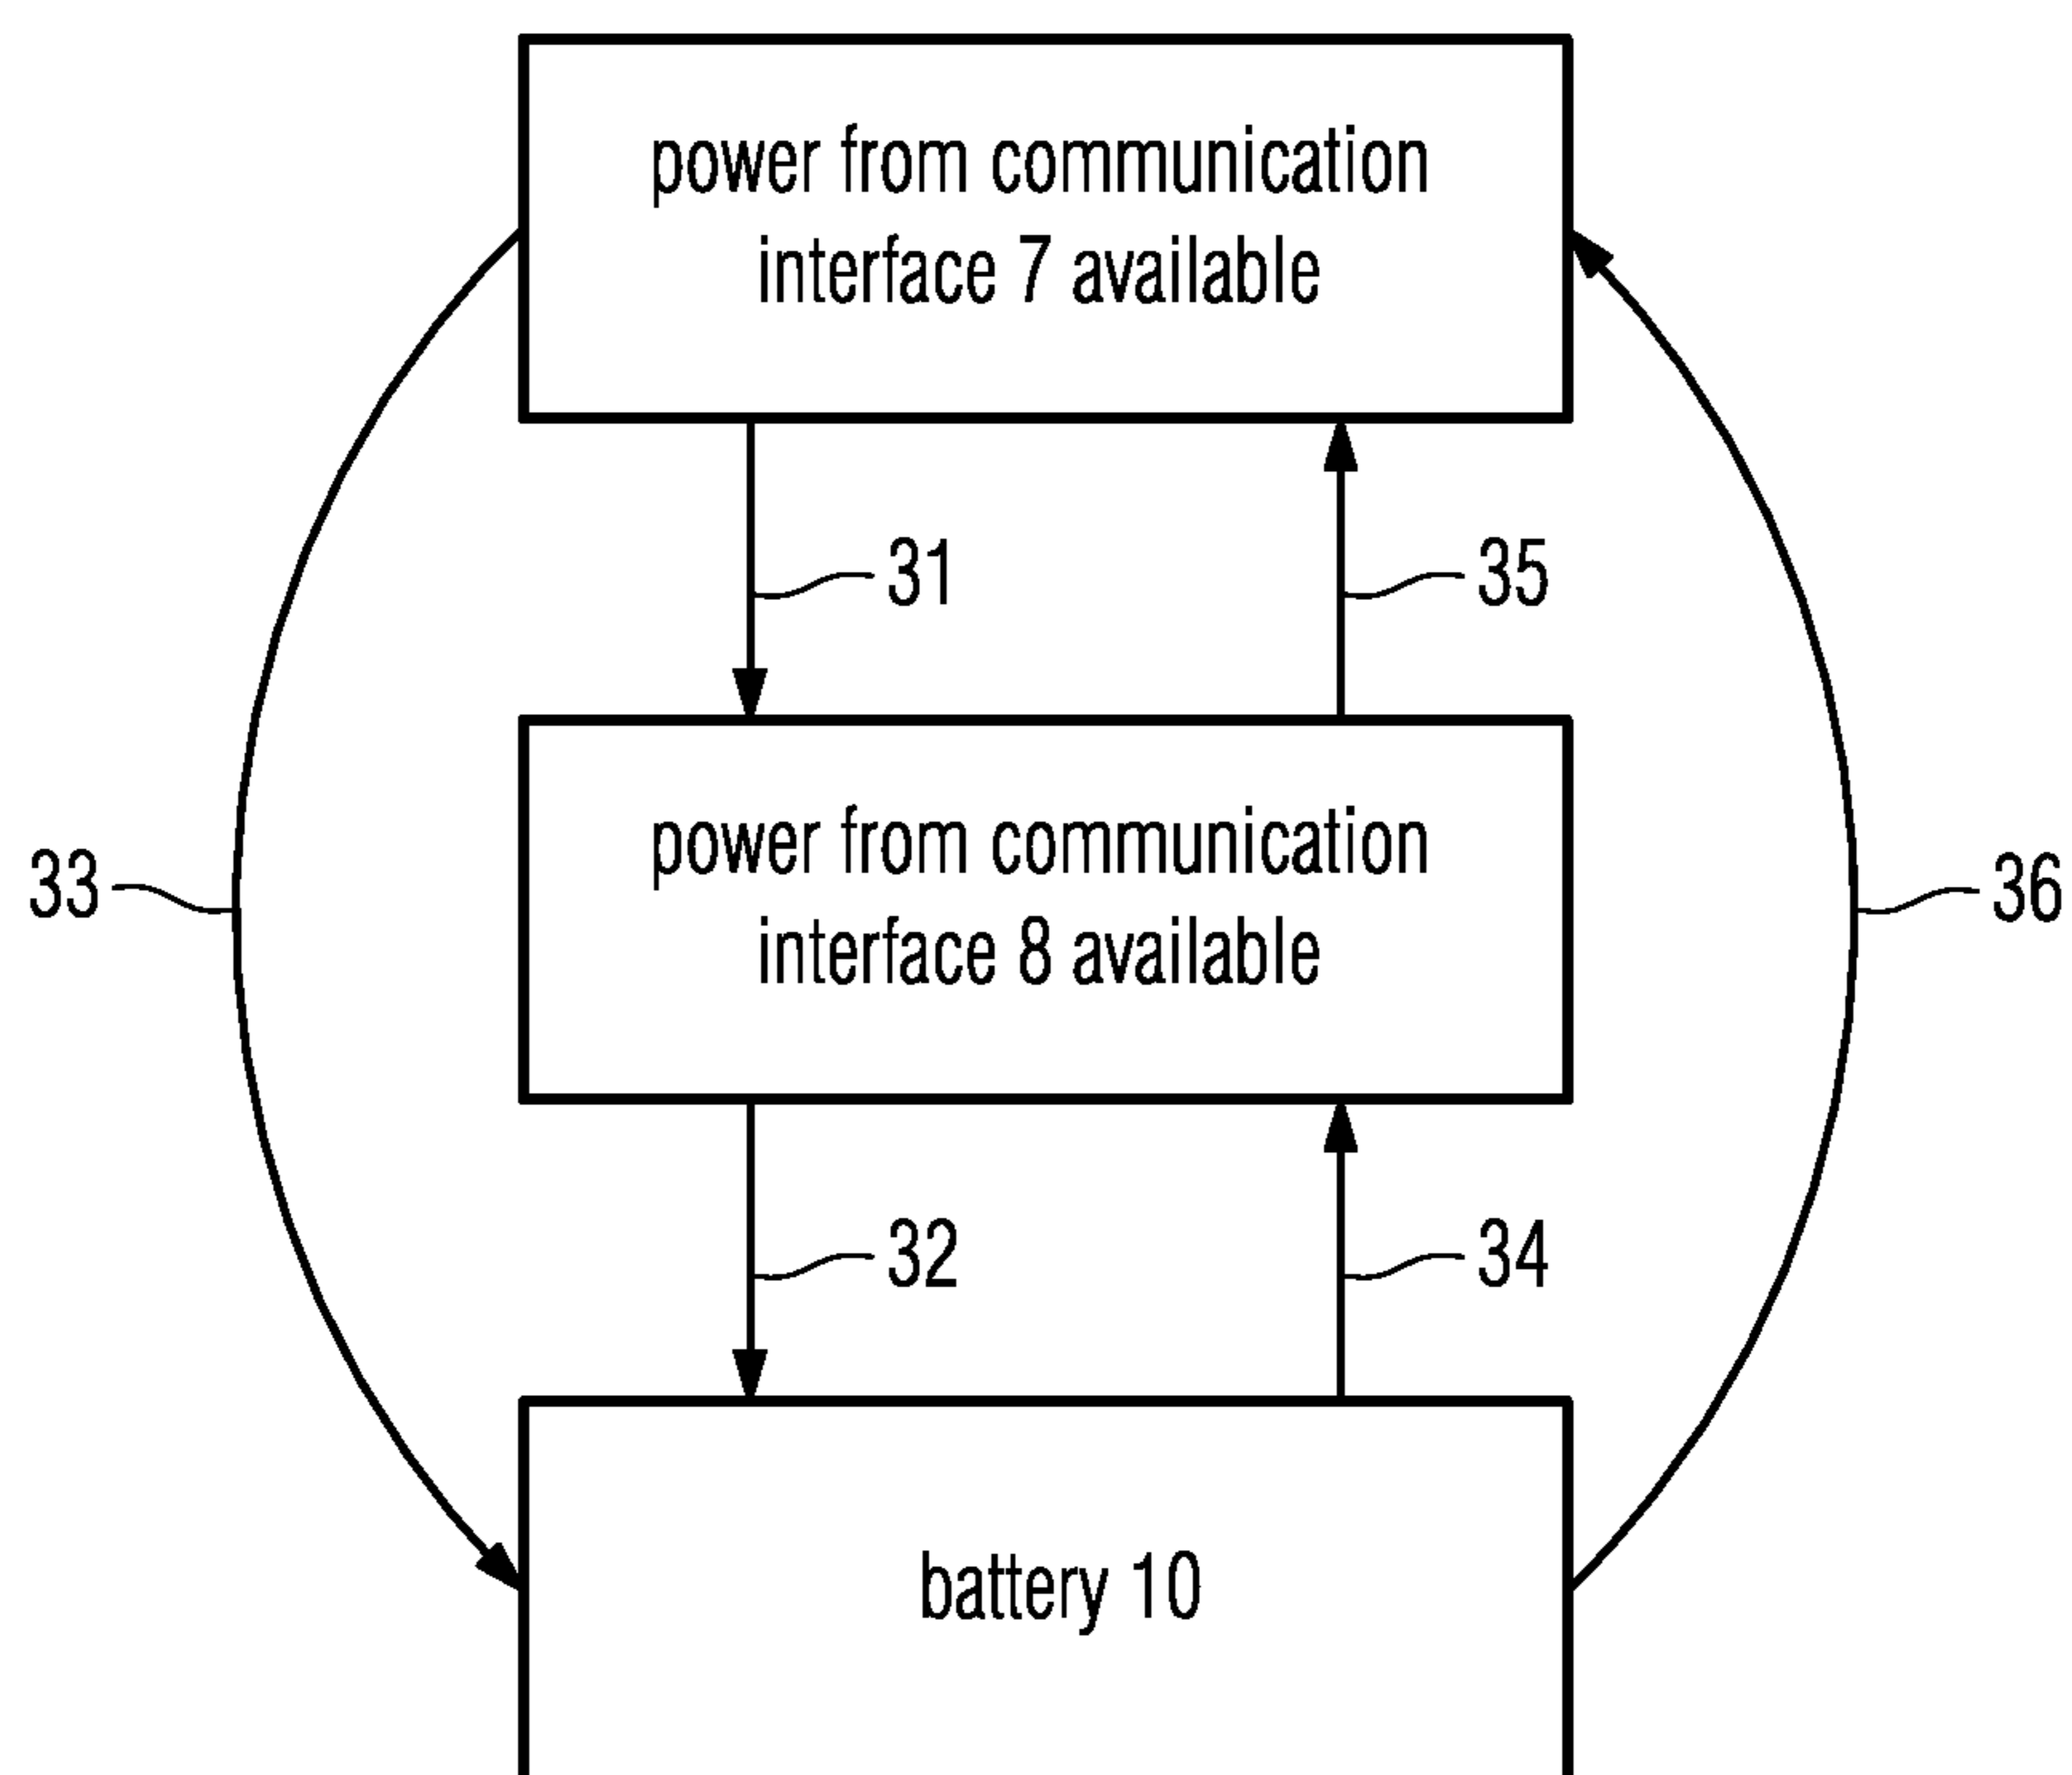 power from communication
interface 7 available
31
35
power from communication
interface 8 available
33
36
32
34
battery 10